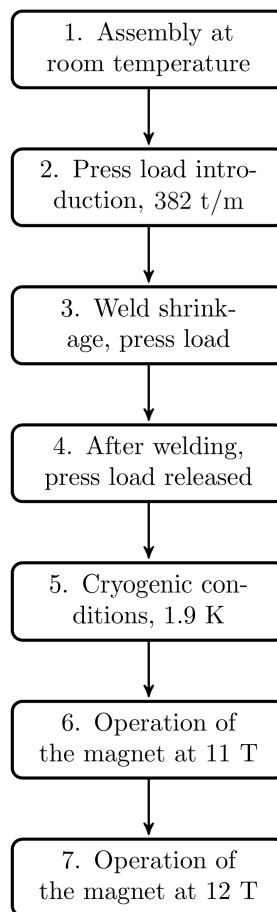 1. Assembly at
room temperature
2. Press load intro-
duction, 382 t/m
3. Weld shrink-
age, press load
4. After welding,
press load released
5. Cryogenic con-
ditions, 1.9 K
6. Operation of
the magnet at 11 T
7. Operation of
the magnet at 12 T